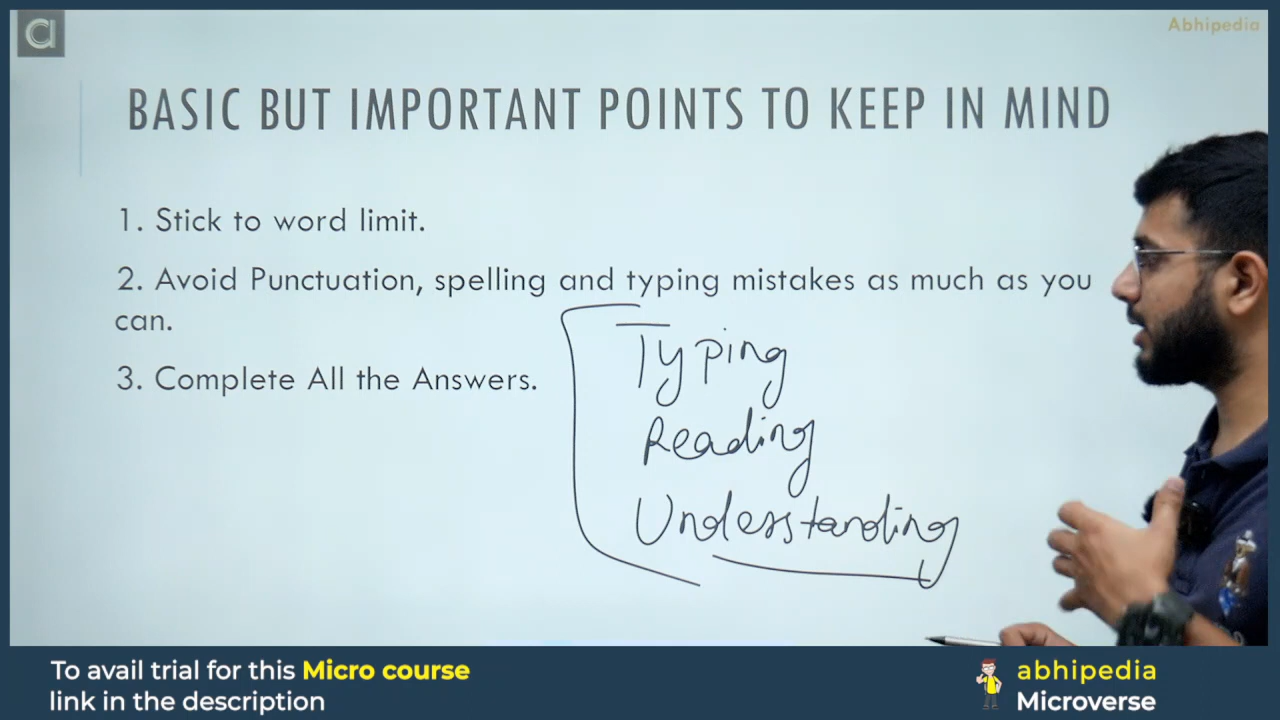 Abhipedia
BASIC BUT IMPORTANT POINTS TO KEEP IN MIND
1. Stick to word limit.
2. Avoid Punctuation, spelling and typing mistakes as much as you
can.
3. Complete All the Answers.
Typing
Reading
Understanding
To avail trial for this Micro course
link in the description
abhipedia
Microverse